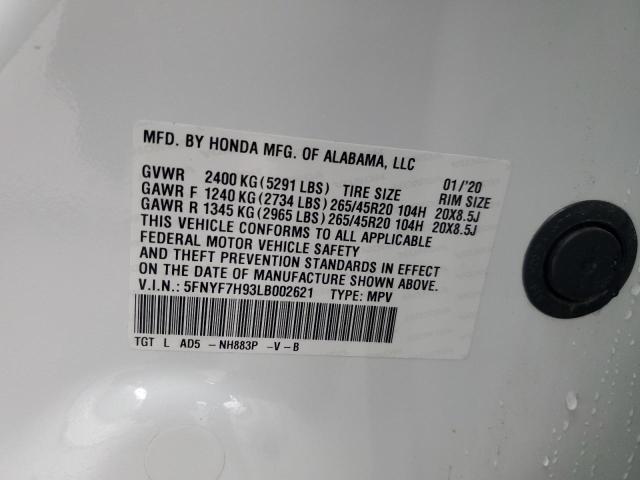 MFD. BY HONDA MFG. OF ALABAMA, LLC
GVWR 2400 KG (5291 LBS) TIRE SIZE 01/'20 RIM SIZE
GAWR F 1240 KG (2734 LBS) 265/45R20 104H 20X8.5J
GAWR R 1345 KG (2965 LBS) 265/45R20 104H 20X8.5J
THIS VEHICLE CONFORMS TO ALL APPLICABLE
FEDERAL MOTOR VEHICLE SAFETY
AND THEFT PREVENTION STANDARDS IN EFFECT
ON THE DATE OF MANUFACTURE SHOWN ABOVE.
V.I.N.: 5FNYF7H93LB002621 TYPE: MPV
TGT L AD5 -NH883P -V-B